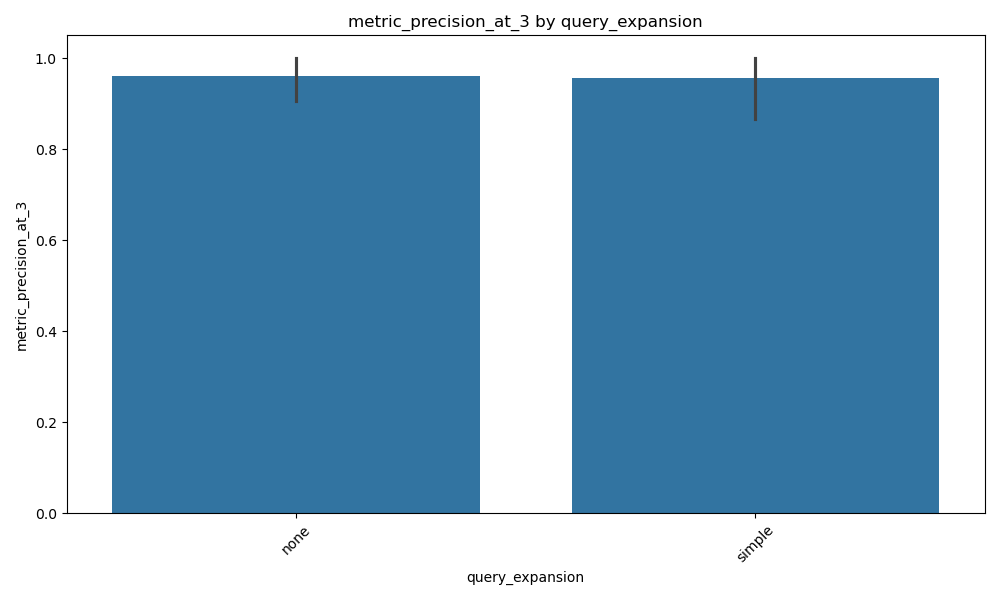 metric_precision_at_3 by query_expansion
metric_precision_at_3
1.0
0.8
0.6
0.4
0.2
0.0
none
simple
query_expansion